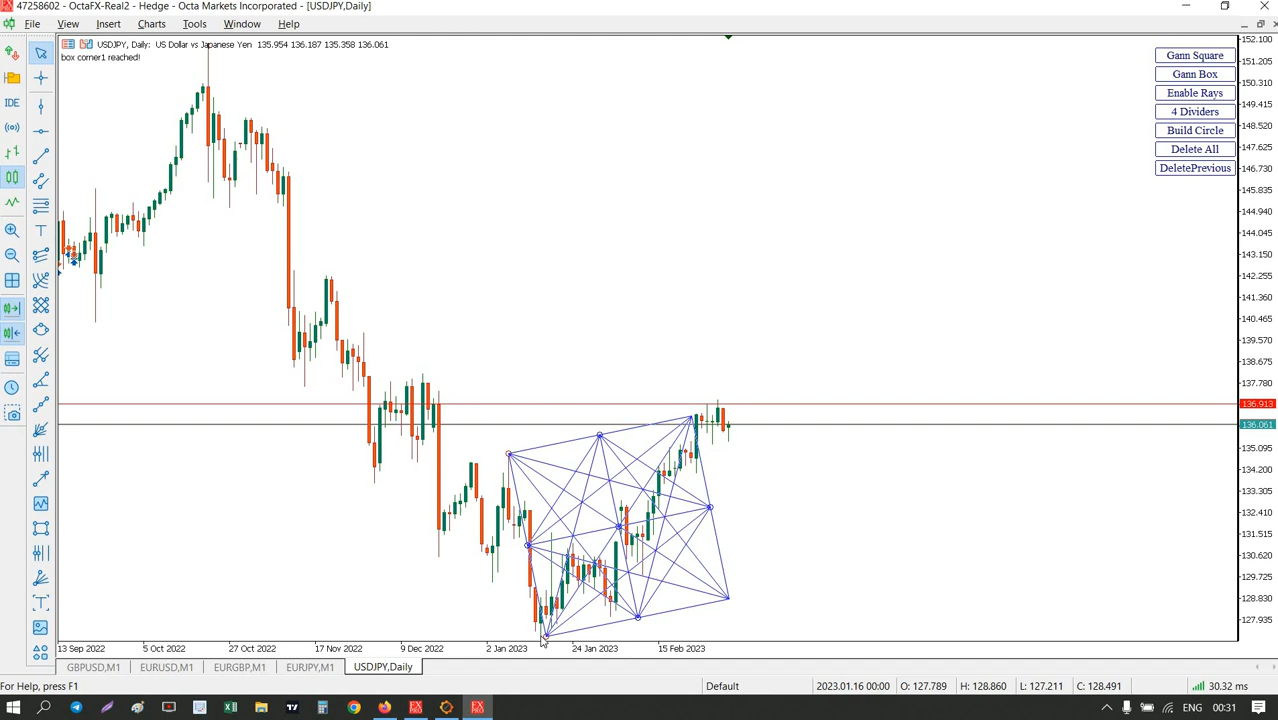 47258602 - OctaFX-Real2 - Hedge - Octa Markets Incorporated - [USDJPY,Daily]
File View Insert Charts Tools Window Help
IDE
USDJPY, Daily: US Dollar vs Japanese Yen 135.954 136.187 135.358 136.061
box corner1 reached!
Gann Square
Gann Box
Enable Rays
4 Dividers
Build Circle
Delete All
DeletePrevious
152.100
151.205
150.310
149.415
148.520
147.625
146.730
145.835
144.940
144.045
143.150
142.255
141.360
140.465
139.570
138.675
137.780
136.913
136.061
135.095
134.200
133.305
132.410
131.515
130.620
129.725
128.830
127.935
13 Sep 2022 5 Oct 2022 27 Oct 2022 17 Nov 2022 9 Dec 2022 2 Jan 2023 24 Jan 2023 15 Feb 2023
GBPUSD,M1 EURUSD,M1 EURGBP,M1 EURJPY,M1 USDJPY,Daily
For Help, press F1 Default 2023.01.16 00:00 O: 127.789 H: 128.860 L: 127.211 C: 128.491 30.32 ms
ENG 00:31